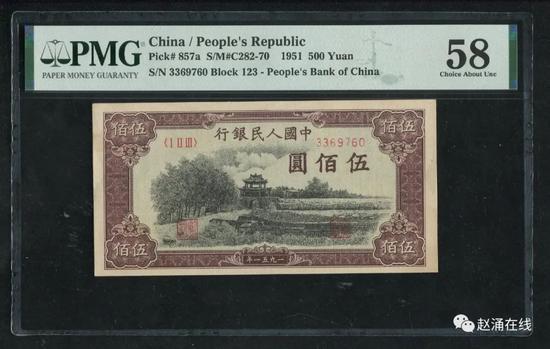 PMG
PAPER MONEY GUARANTY
China / People's Republic
Pick# 857a S/M#C282-70 1951 500 Yuan
S/N 3369760 Block 123 - People's Bank of China
58
Choice About Unc
佰伍
行銀民人國中
佰伍
〈I II III〉
3369760
圓佰伍
佰伍
年一五九一
佰伍
赵涌在线